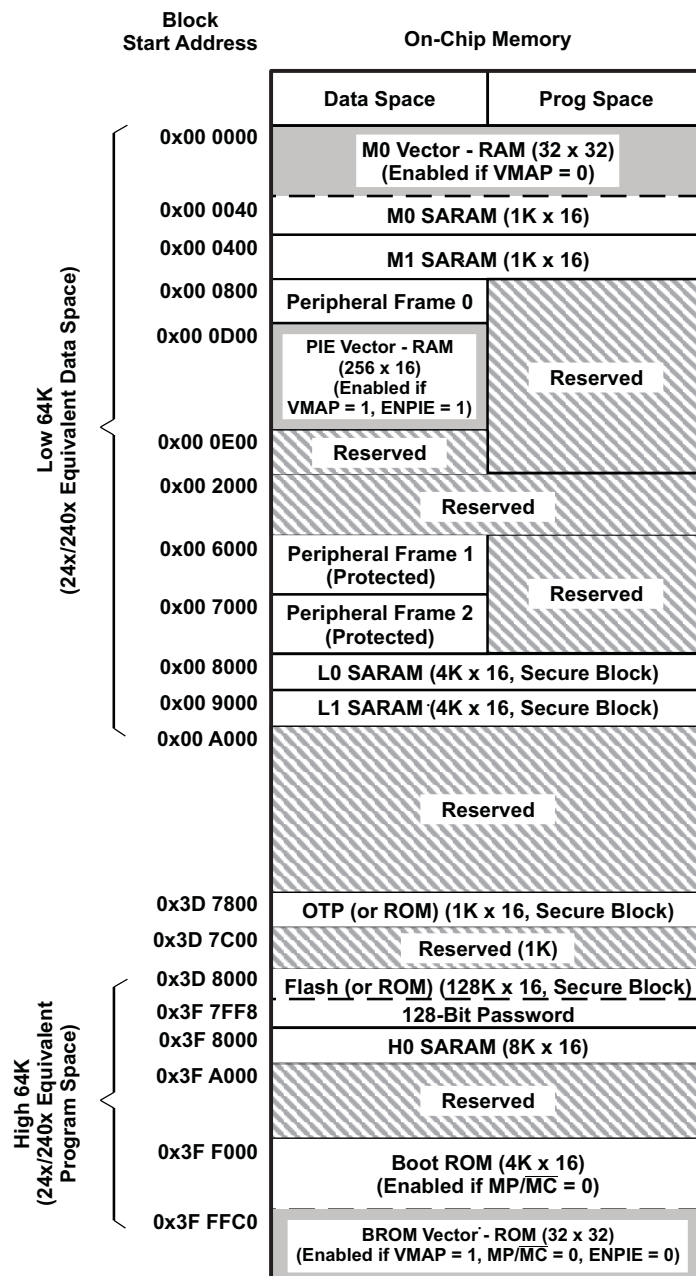 Block
Start Address
On-Chip Memory
Data Space
Prog Space
Low 64K
(24x/240x Equivalent Data Space)
0x00 0000
M0 Vector - RAM (32 x 32)
(Enabled if VMAP = 0)
0x00 0040
M0 SARAM (1K x 16)
0x00 0400
M1 SARAM (1K x 16)
0x00 0800
Peripheral Frame 0
Reserved
0x00 0D00
PIE Vector - RAM
(256 x 16)
(Enabled if
VMAP = 1, ENPIE = 1)
0x00 0E00
Reserved
0x00 2000
Reserved
0x00 6000
Peripheral Frame 1
(Protected)
Reserved
0x00 7000
Peripheral Frame 2
(Protected)
0x00 8000
L0 SARAM (4K x 16, Secure Block)
0x00 9000
L1 SARAM (4K x 16, Secure Block)
0x00 A000
Reserved
0x3D 7800
OTP (or ROM) (1K x 16, Secure Block)
0x3D 7C00
Reserved (1K)
High 64K
(24x/240x Equivalent
Program Space)
0x3D 8000
Flash (or ROM) (128K x 16, Secure Block)
0x3F 7FF8
128-Bit Password
0x3F 8000
H0 SARAM (8K x 16)
0x3F A000
Reserved
0x3F F000
Boot ROM (4K x 16)
(Enabled if MP/M̅C̅ = 0)
0x3F FFC0
BROM Vector - ROM (32 x 32)
(Enabled if VMAP = 1, MP/M̅C̅ = 0, ENPIE = 0)